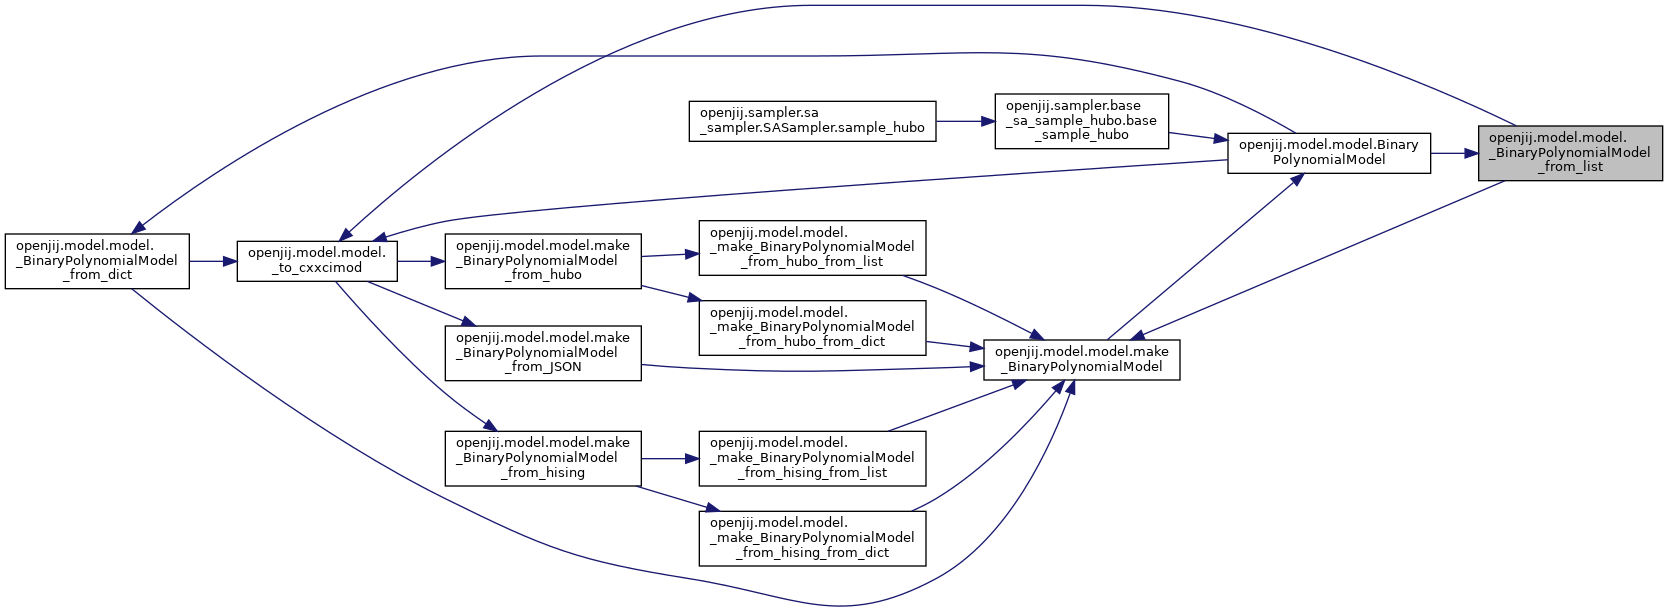 openjij.sampler.sa
_sampler.SASampler.sample_hubo
openjij.sampler.base
_sa_sample_hubo.base
_sample_hubo
openjij.model.model.Binary
PolynomialModel
openjij.model.model.
_BinaryPolynomialModel
_from_list
openjij.model.model.
_BinaryPolynomialModel
_from_dict
openjij.model.model.
_to_cxxcimod
openjij.model.model.make
_BinaryPolynomialModel
_from_hubo
openjij.model.model.
_make_BinaryPolynomialModel
_from_hubo_from_list
openjij.model.model.
_make_BinaryPolynomialModel
_from_hubo_from_dict
openjij.model.model.make
_BinaryPolynomialModel
_from_JSON
openjij.model.model.make
_BinaryPolynomialModel
openjij.model.model.make
_BinaryPolynomialModel
_from_hising
openjij.model.model.
_make_BinaryPolynomialModel
_from_hising_from_list
openjij.model.model.
_make_BinaryPolynomialModel
_from_hising_from_dict